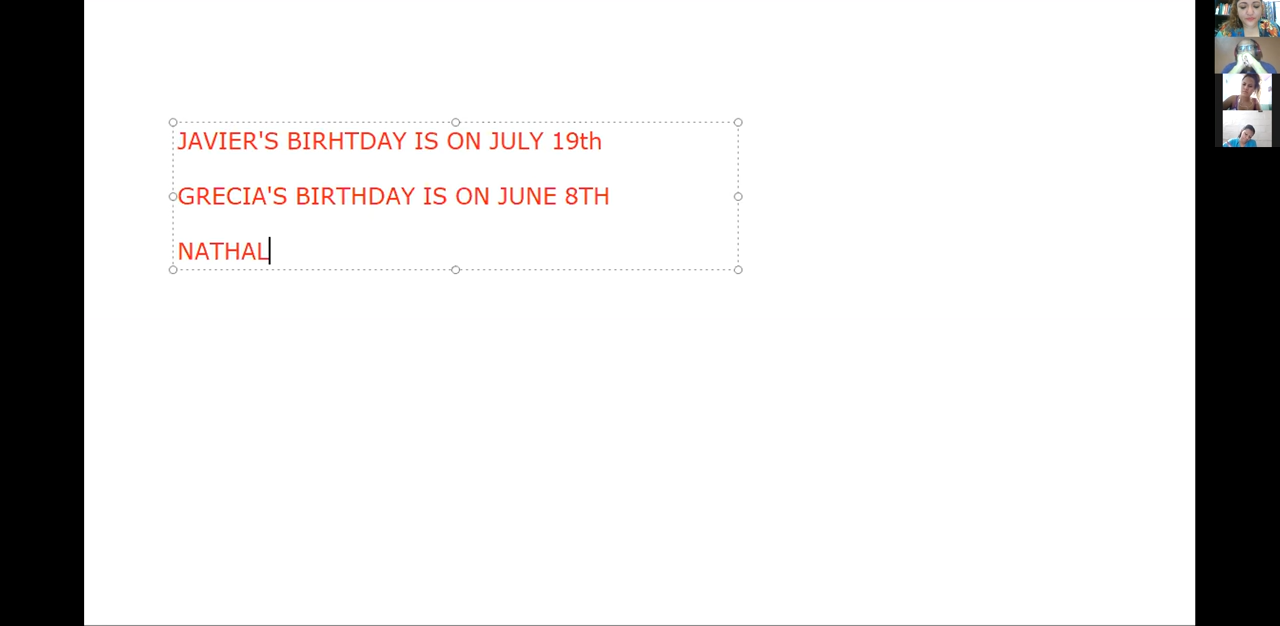 JAVIER'S BIRHTDAY IS ON JULY 19th
GRECIA'S BIRTHDAY IS ON JUNE 8TH
NATHAL